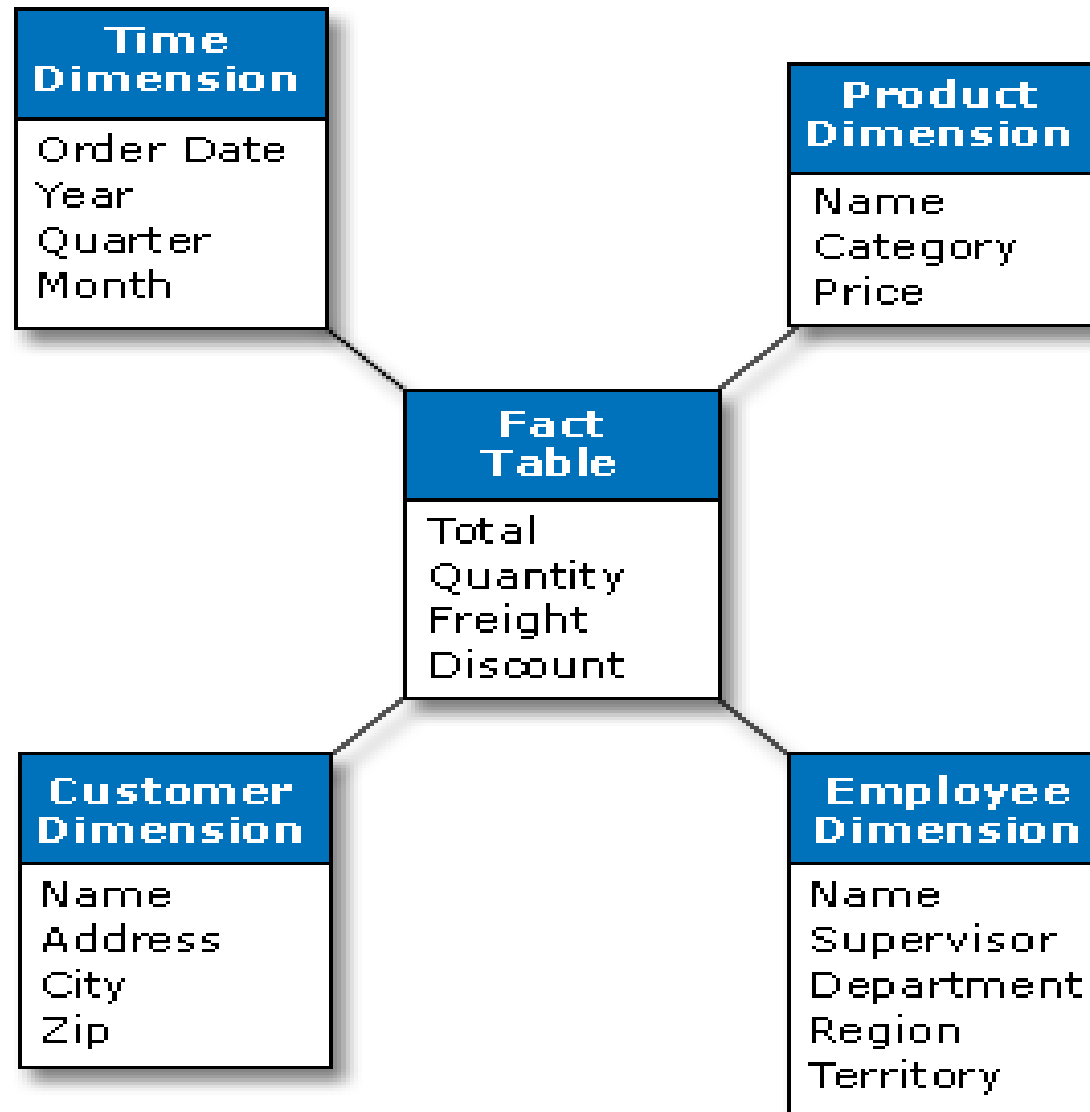 Time
Dimension
Order Date
Year
Quarter
Month
Product
Dimension
Name
Category
Price
Fact
Table
Total
Quantity
Freight
Discount
Customer
Dimension
Name
Address
City
Zip
Employee
Dimension
Name
Supervisor
Department
Region
Territory